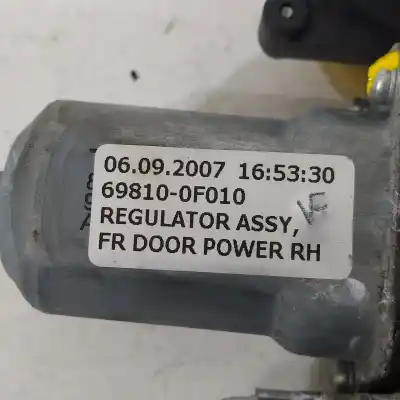 06.09.2007 16:53:30
69810-0F010
REGULATOR ASSY,
FR DOOR POWER RH